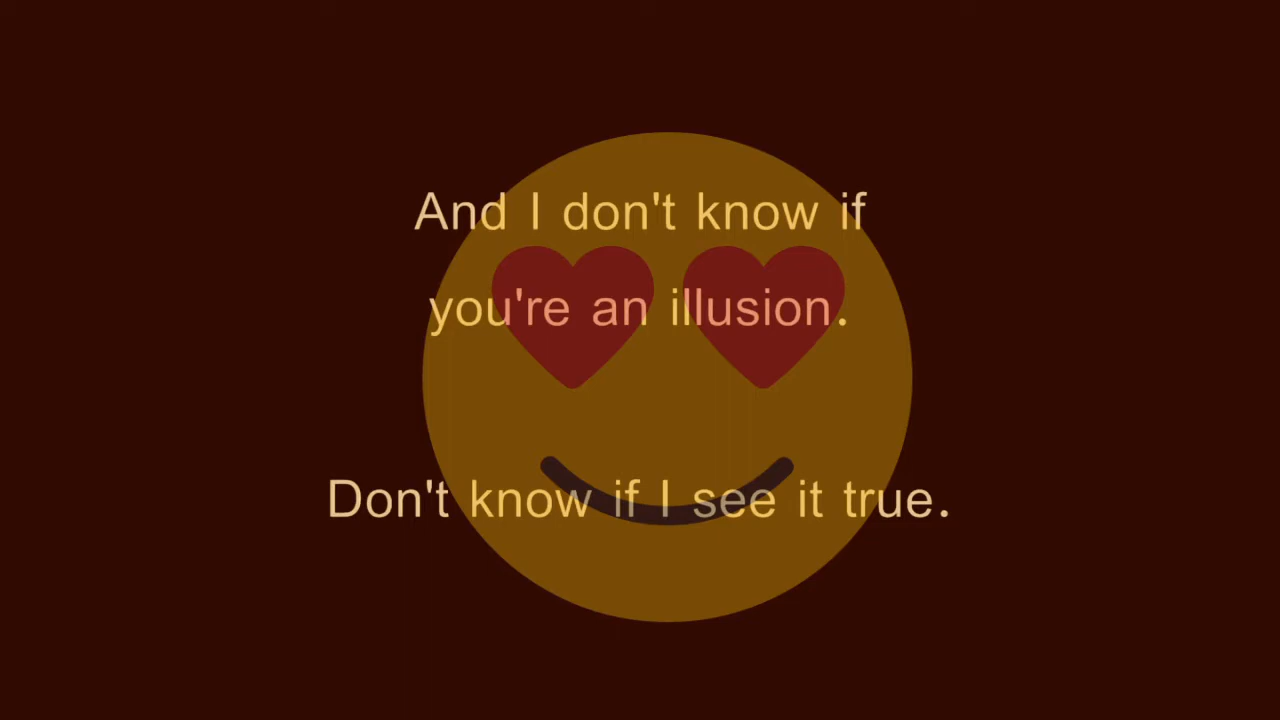 And I don't know if
you're an illusion.
Don't know if I see it true.